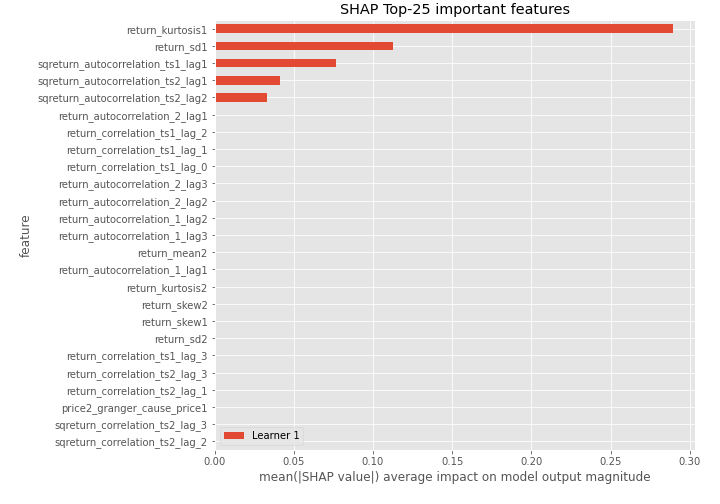 SHAP Top-25 important features
return_kurtosis1
return_sd1
sqreturn_autocorrelation_ts1_lag1
sqreturn_autocorrelation_ts2_lag1
sqreturn_autocorrelation_ts2_lag2
return_autocorrelation_2_lag1
return_correlation_ts1_lag_2
return_correlation_ts1_lag_1
return_correlation_ts1_lag_0
return_autocorrelation_2_lag3
return_autocorrelation_2_lag2
return_autocorrelation_1_lag2
return_autocorrelation_1_lag3
return_mean2
return_autocorrelation_1_lag1
return_kurtosis2
return_skew2
return_skew1
return_sd2
return_correlation_ts1_lag_3
return_correlation_ts2_lag_3
return_correlation_ts2_lag_1
price2_granger_cause_price1
sqreturn_correlation_ts2_lag_3
sqreturn_correlation_ts2_lag_2
feature
Learner 1
0.00 0.05 0.10 0.15 0.20 0.25 0.30
mean(|SHAP value|) average impact on model output magnitude